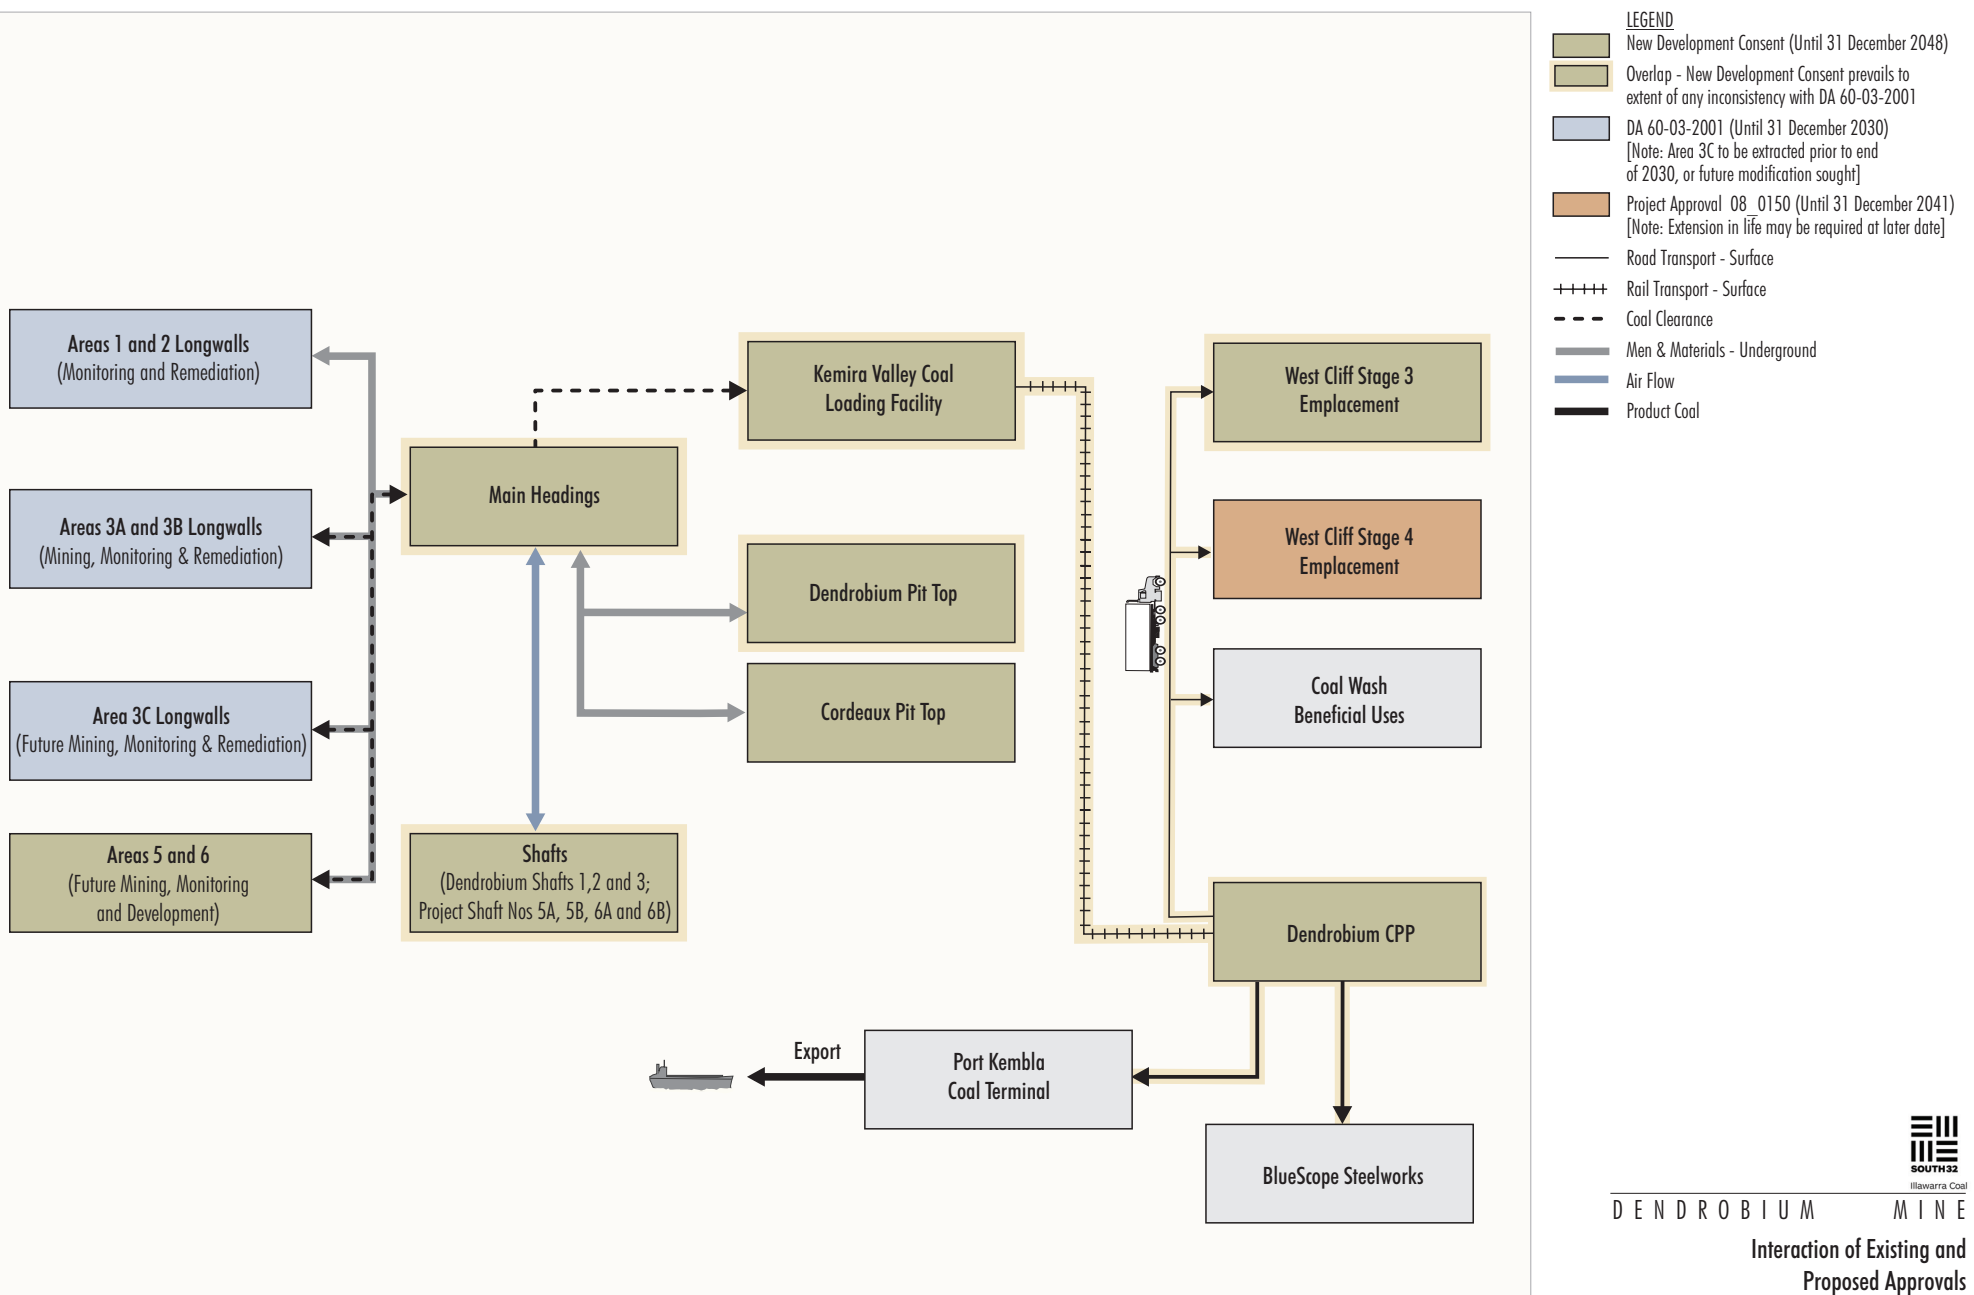 LEGEND
New Development Consent (Until 31 December 2048)
Overlap - New Development Consent prevails to
extent of any inconsistency with DA 60-03-2001
DA 60-03-2001 (Until 31 December 2030)
[Note: Area 3C to be extracted prior to end
of 2030, or future modification sought]
Project Approval 08_0150 (Until 31 December 2041)
[Note: Extension in life may be required at later date]
Road Transport - Surface
Rail Transport - Surface
Coal Clearance
Men & Materials - Underground
Air Flow
Product Coal
Areas 1 and 2 Longwalls
(Monitoring and Remediation)
Areas 3A and 3B Longwalls
(Mining, Monitoring & Remediation)
Area 3C Longwalls
(Future Mining, Monitoring & Remediation)
Areas 5 and 6
(Future Mining, Monitoring
and Development)
Main Headings
Shafts
(Dendrobium Shafts 1,2 and 3;
Project Shaft Nos 5A, 5B, 6A and 6B)
Kemira Valley Coal
Loading Facility
Dendrobium Pit Top
Cordeaux Pit Top
West Cliff Stage 3
Emplacement
West Cliff Stage 4
Emplacement
Coal Wash
Beneficial Uses
Dendrobium CPP
Export
Port Kembla
Coal Terminal
BlueScope Steelworks
SOUTH32
Illawarra Coal
DENDROBIUM MINE
Interaction of Existing and
Proposed Approvals